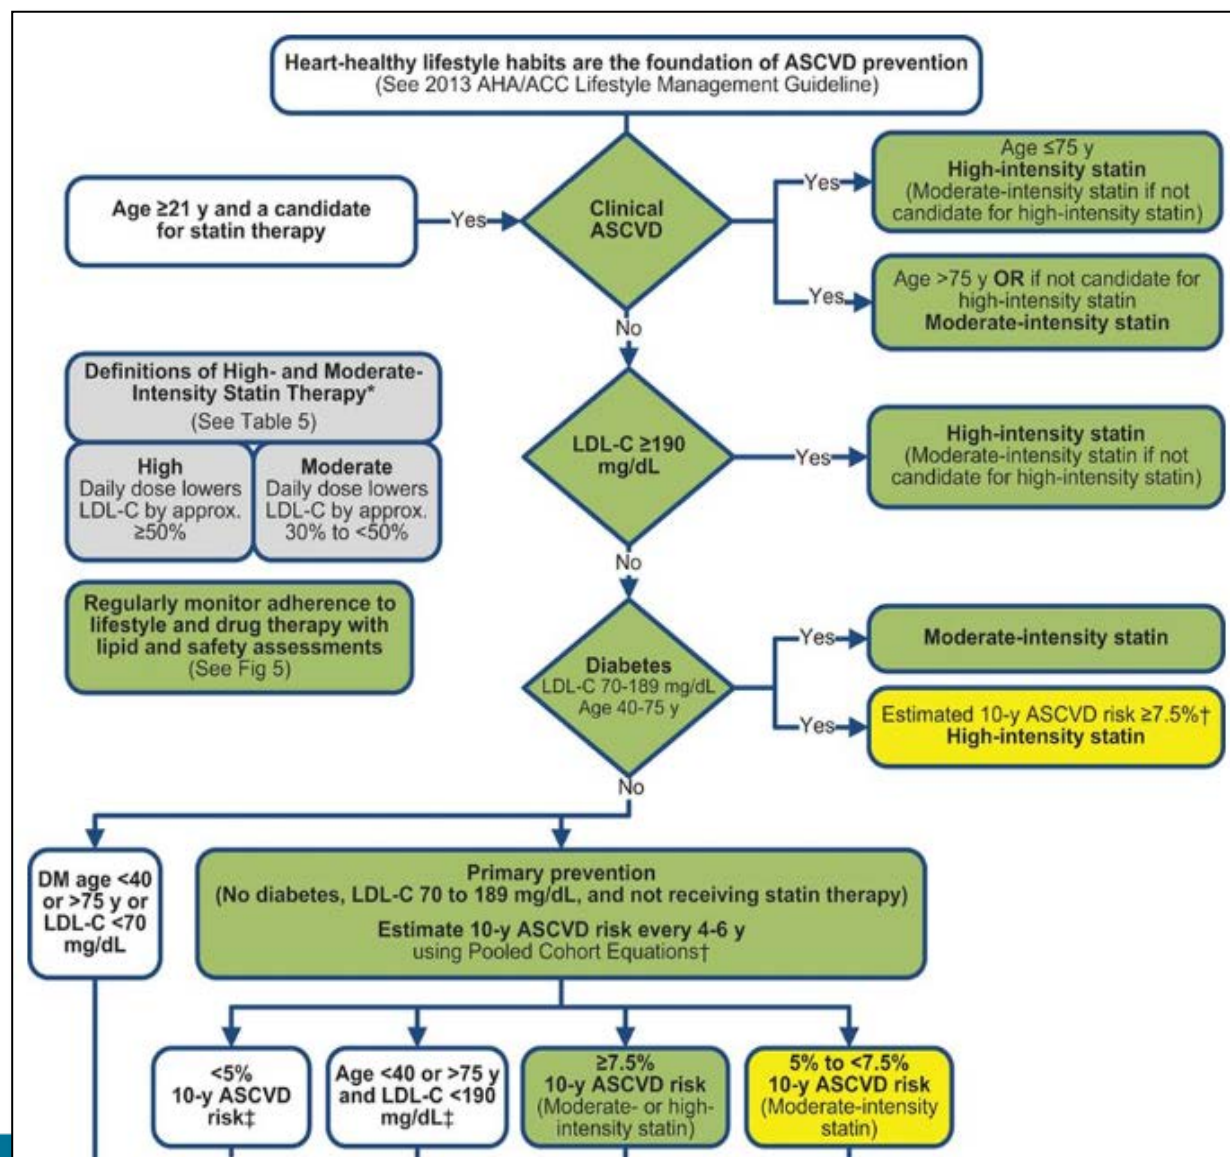 Heart-healthy lifestyle habits are the foundation of ASCVD prevention
(See 2013 AHA/ACC Lifestyle Management Guideline)
Age ≥21 y and a candidate
for statin therapy
Yes
Clinical
ASCVD
Yes
Age ≤75 y
High-intensity statin
(Moderate-intensity statin if not
candidate for high-intensity statin)
Yes
Age >75 y OR if not candidate for
high-intensity statin
Moderate-intensity statin
No
Definitions of High- and Moderate-
Intensity Statin Therapy*
(See Table 5)
High
Daily dose lowers
LDL-C by approx.
≥50%
Moderate
Daily dose lowers
LDL-C by approx.
30% to <50%
LDL-C ≥190
mg/dL
Yes
High-intensity statin
(Moderate-intensity statin if not
candidate for high-intensity statin)
No
Regularly monitor adherence to
lifestyle and drug therapy with
lipid and safety assessments
(See Fig 5)
Diabetes
LDL-C 70-189 mg/dL
Age 40-75 y
Yes
Moderate-intensity statin
Yes
Estimated 10-y ASCVD risk ≥7.5%†
High-intensity statin
No
DM age <40
or >75 y or
LDL-C <70
mg/dL
Primary prevention
(No diabetes, LDL-C 70 to 189 mg/dL, and not receiving statin therapy)
Estimate 10-y ASCVD risk every 4-6 y
using Pooled Cohort Equations†
<5%
10-y ASCVD
risk‡
Age <40 or >75 y
and LDL-C <190
mg/dL‡
≥7.5%
10-y ASCVD risk
(Moderate- or high-
intensity statin)
5% to <7.5%
10-y ASCVD risk
(Moderate-intensity
statin)